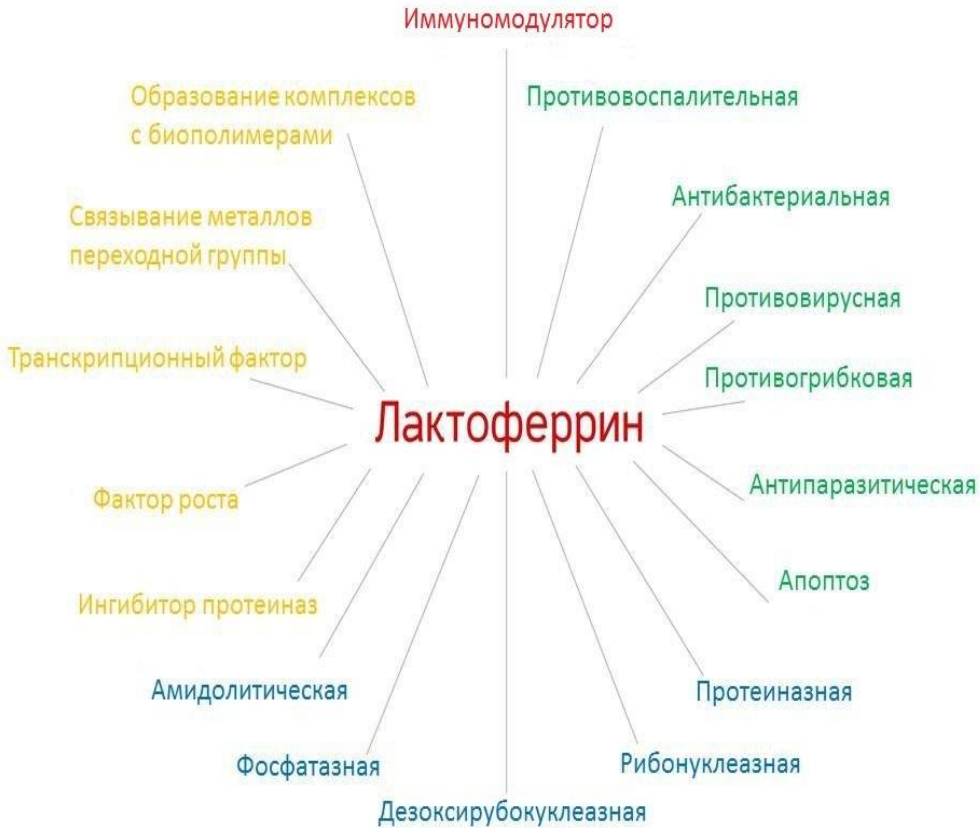 Иммуномодулятор
Образование комплексов
с биополимерами
Противовоспалительная
Антибактериальная
Связывание металлов
переходной группы
Противовирусная
Транскрипционный фактор
Противогрибковая
Лактоферрин
Фактор роста
Антипаразитическая
Апоптоз
Ингибитор протеиназ
Амидолитическая
Протеиназная
Фосфатазная
Рибонуклеазная
Дезоксирубокуклеазная